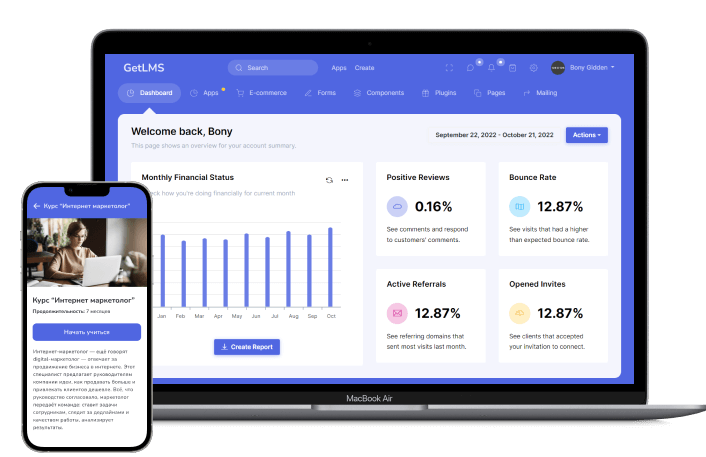 GetLMS
Search
Apps
Create
Bony Gidden
Dashboard
Apps
E-commerce
Forms
Components
Plugins
Pages
Mailing
Welcome back, Bony
This page shows an overview for your account summary.
September 22, 2022 - October 21, 2022
Actions
Monthly Financial Status
check how you're doing financially for current month
Jan Feb Mar Apr May Jun Jul Aug Sep Oct
Create Report
Positive Reviews
0.16%
See comments and respond
to customers' comments.
Bounce Rate
12.87%
See visits that had a higher
than expected bounce rate.
Active Referrals
12.87%
See referring domains that
sent most visits last month.
Opened Invites
12.87%
See clients that accepted
your invitation to connect.
MacBook Air
Курс "Интернет маркетолог"
Курс "Интернет маркетолог"
Продолжительность: 7 месяцев
Начать учиться
Интернет-маркетолог — ещё говорят
digital-маркетолог — отвечает за
продвижение бизнеса в интернете. Этот
специалист предлагает руководителям
компании идеи, как продавать больше и
привлекать клиентов дешевле. Всё, что
руководство согласовало, маркетолог
передаёт команде: ставит задачи
сотрудникам, следит за дедлайнами и
качеством работы, анализирует
результаты.